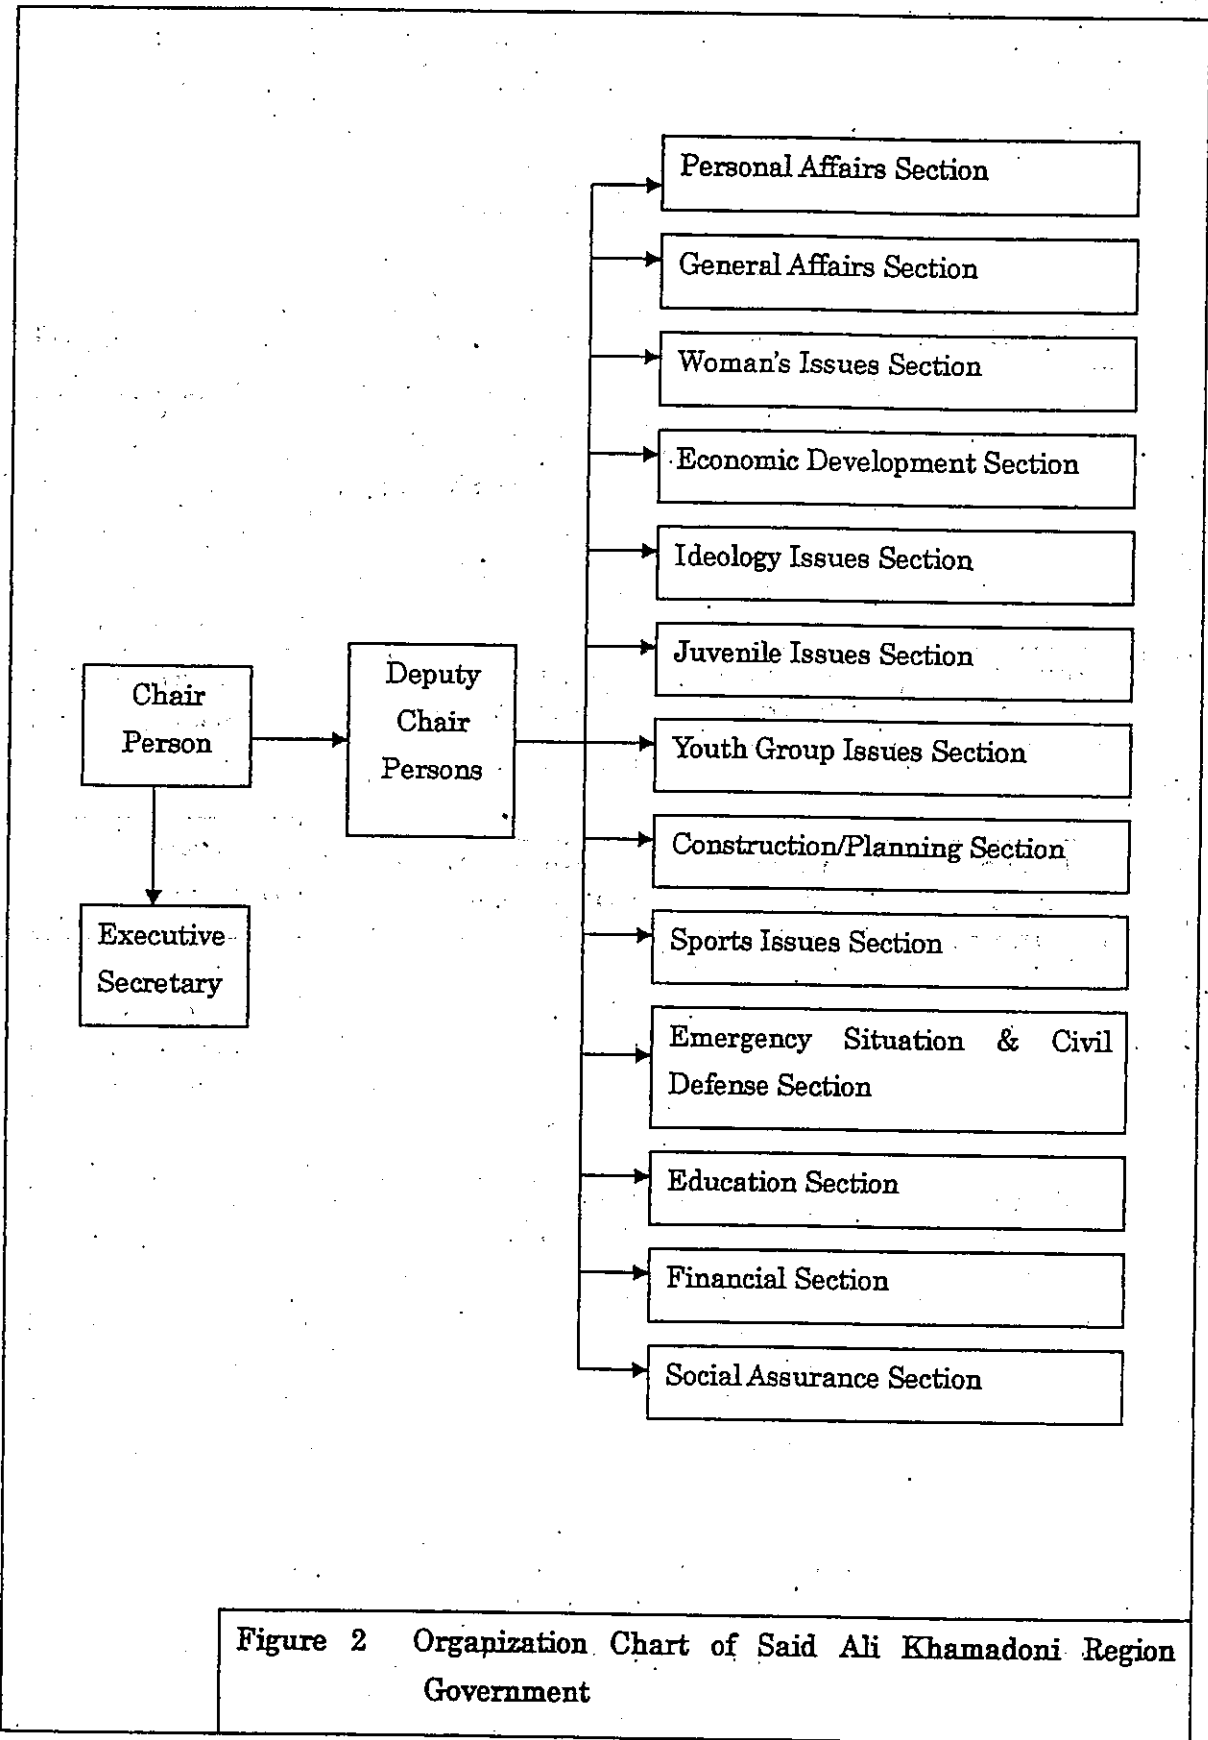 Personal Affairs Section
General Affairs Section
Woman's Issues Section
Economic Development Section
Ideology Issues Section
Juvenile Issues Section
Chair
Person
Deputy
Chair
Persons
Youth Group Issues Section
Construction/Planning Section
Executive
Secretary
Sports Issues Section
Emergency Situation & Civil
Defense Section
Education Section
Financial Section
Social Assurance Section
Figure 2 Organization Chart of Said Ali Khamadoni Region
Government